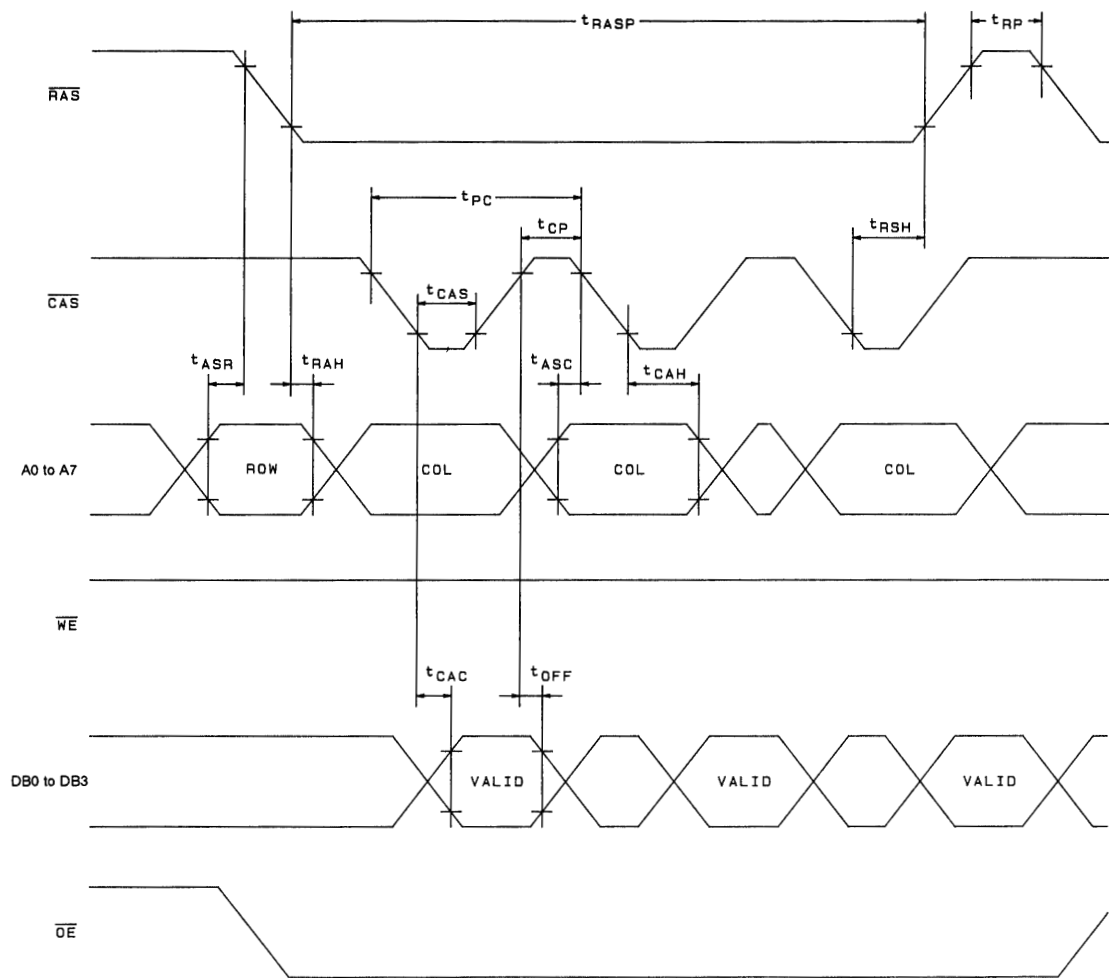 tRASP
tRP
RAS
tPC
tCP
tRSH
CAS
tCAS
tASR
tRAH
tASC
tCAH
A0 to A7
ROW
COL
COL
COL
WE
tCAC
tOFF
DB0 to DB3
VALID
VALID
VALID
OE